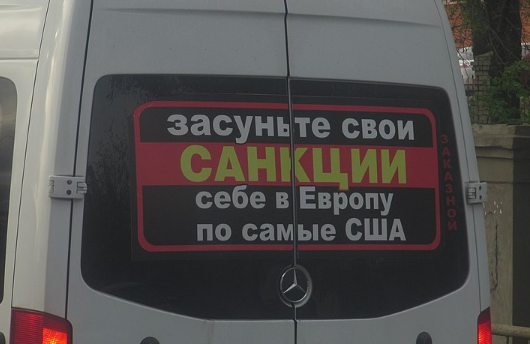 засуньте свои
САНКЦИИ
себе в Европу
по самые США
ЗАКАЗНОЙ